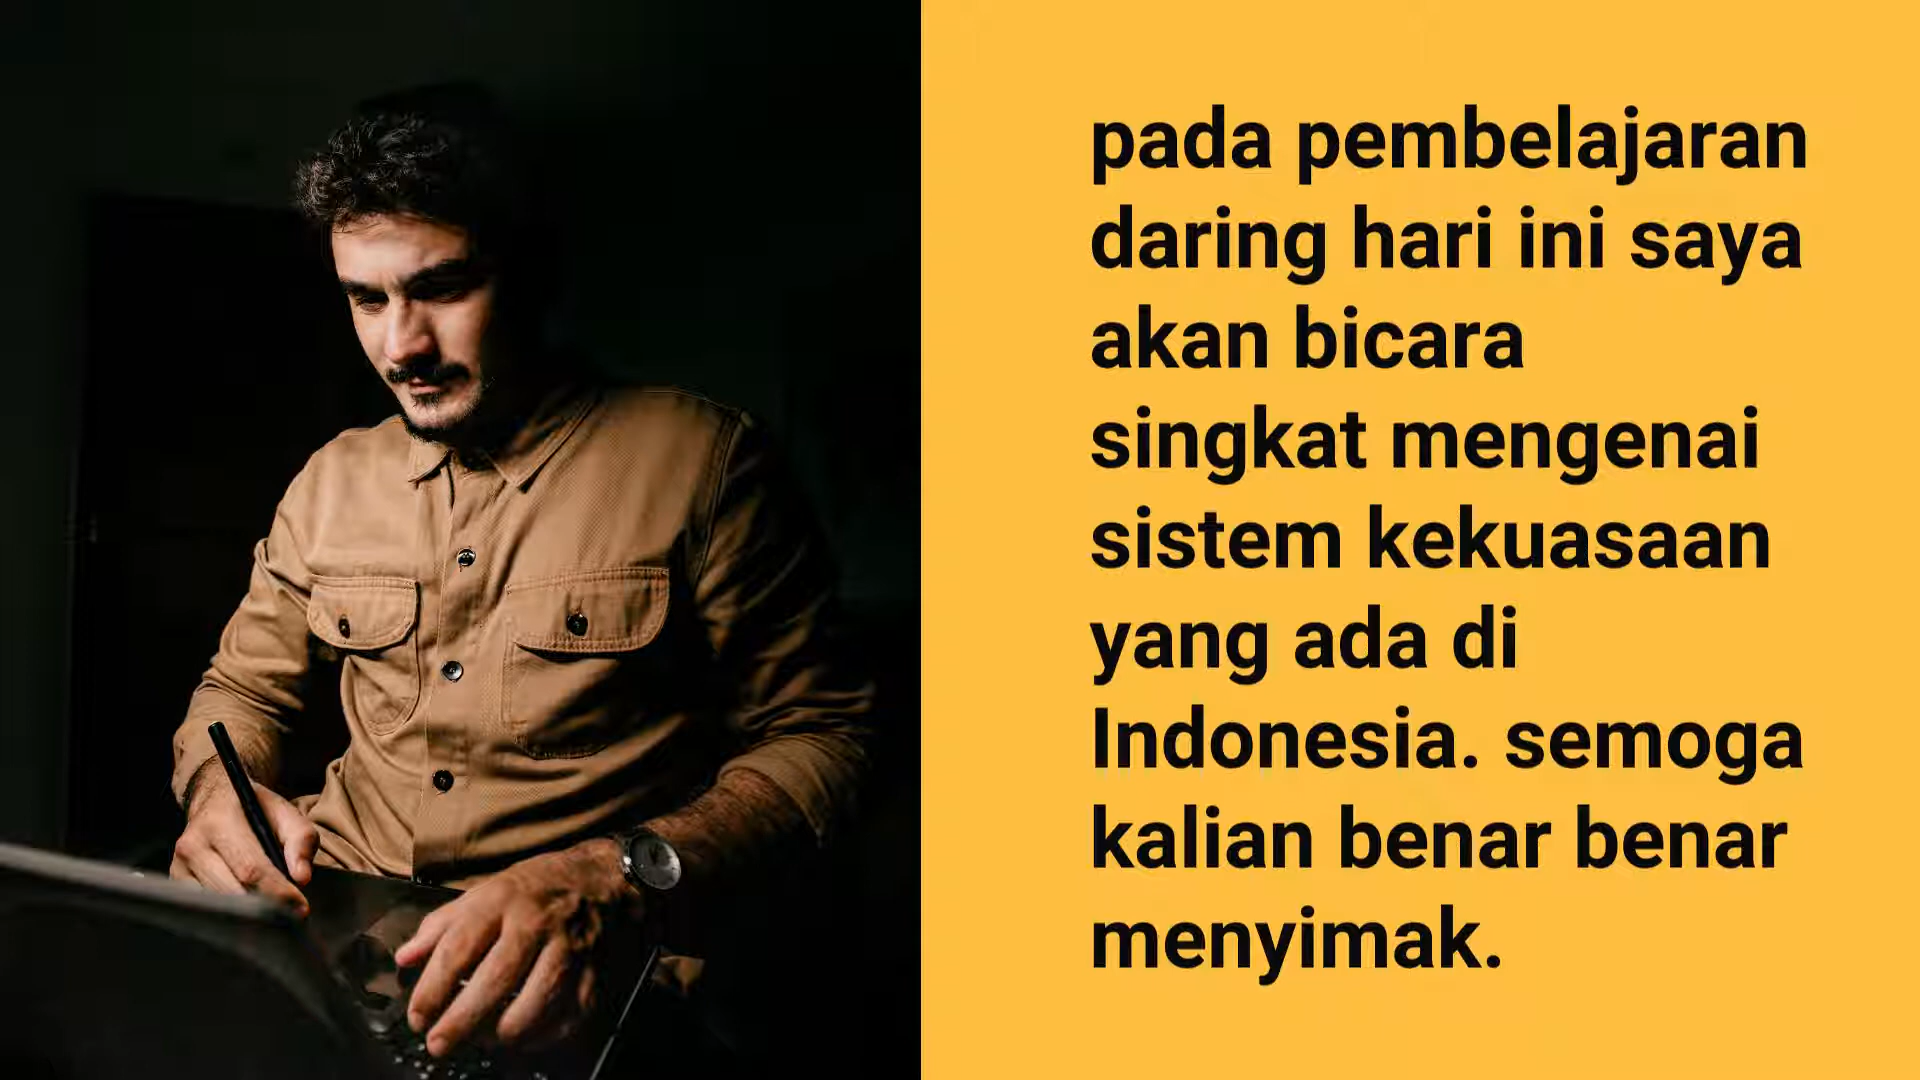 pada pembelajaran
daring hari ini saya
akan bicara
singkat mengenai
sistem kekuasaan
yang ada di
Indonesia. semoga
kalian benar benar
menyimak.